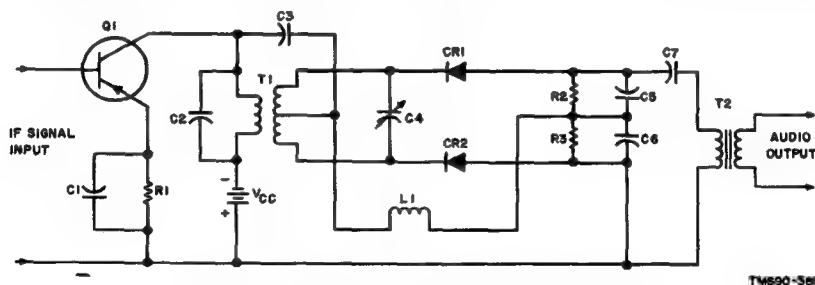 Q1
C3
T1
C2
C4
CR1
CR2
R2
R3
C5
C6
C7
T2
L1
IF SIGNAL
INPUT
C1
R1
-
VCC
+
AUDIO
OUTPUT